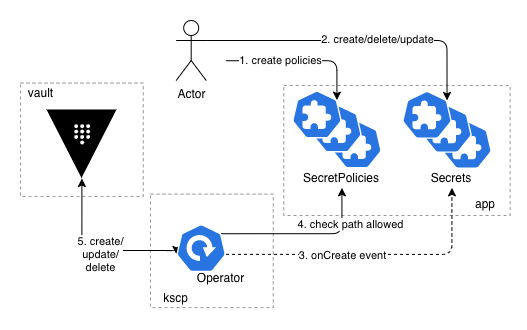 2. create/delete/update
1. create policies
Actor
vault
SecretPolicies
Secrets
app
4. check path allowed
5. create/
update/
delete
3. onCreate event
Operator
kscp